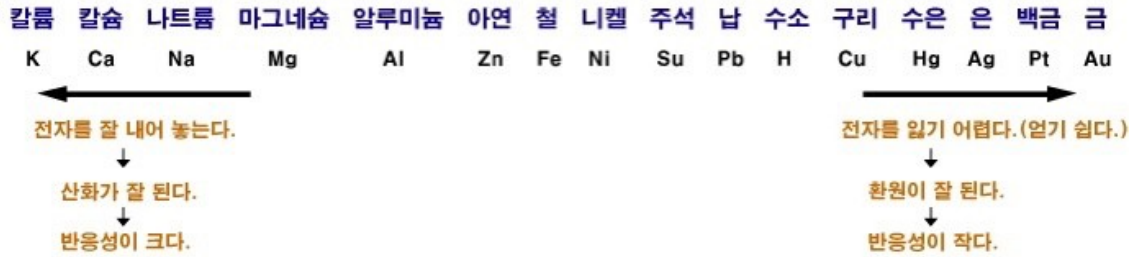 칼륨 칼슘 나트륨 마그네슘 알루미늄 아연 철 니켈 주석 납 수소 구리 수은 은 백금 금
K Ca Na Mg Al Zn Fe Ni Su Pb H Cu Hg Ag Pt Au
전자를 잘 내어 놓는다. 전자를 잃기 어렵다.(얻기 쉽다.)
산화가 잘 된다. 환원이 잘 된다.
반응성이 크다. 반응성이 작다.